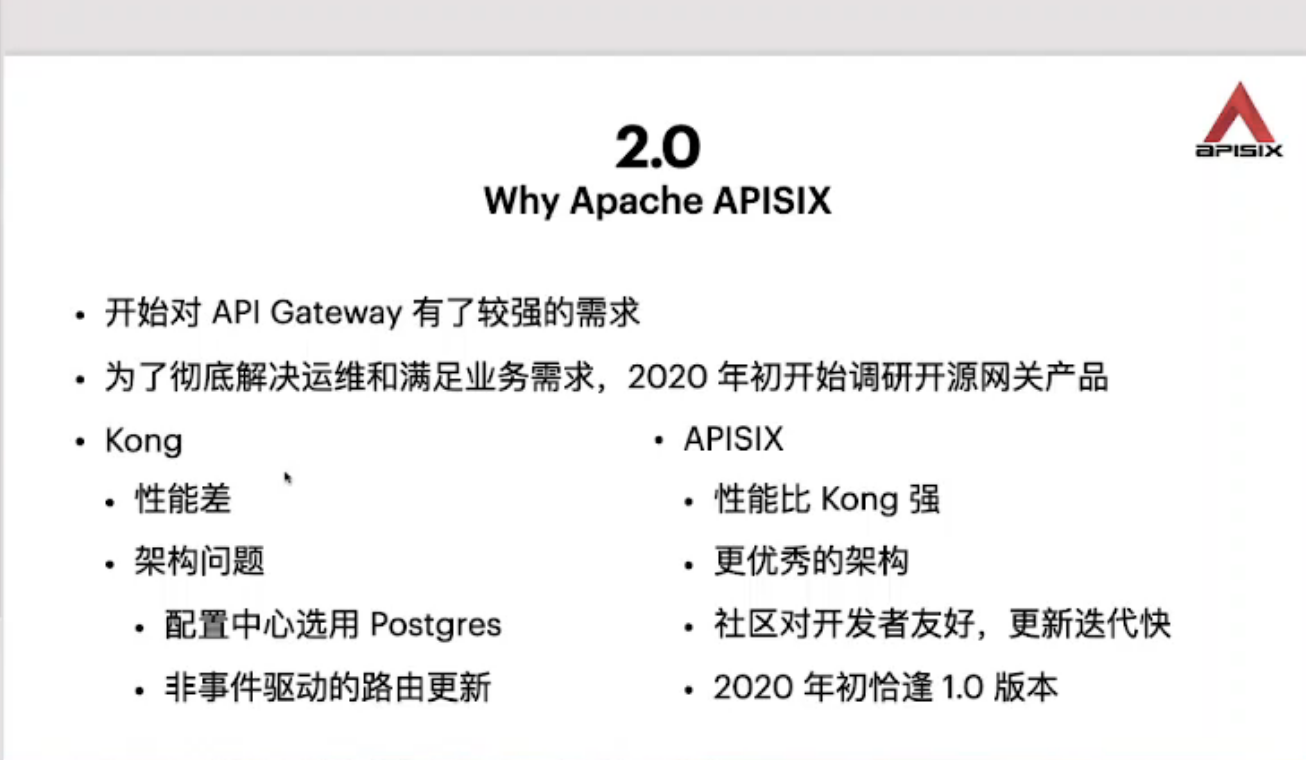 APISIX
2.0
Why Apache APISIX
开始对 API Gateway 有了较强的需求
为了彻底解决运维和满足业务需求，2020 年初开始调研开源网关产品
Kong
性能差
架构问题
配置中心选用 Postgres
非事件驱动的路由更新
APISIX
性能比 Kong 强
更优秀的架构
社区对开发者友好，更新迭代快
2020 年初恰逢 1.0 版本